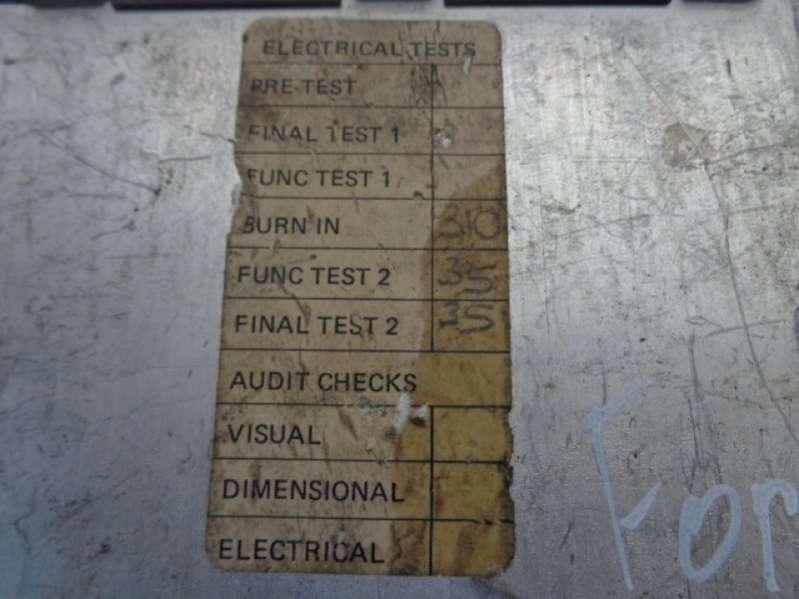 ELECTRICAL TESTS
PRE-TEST
FINAL TEST 1
FUNC TEST 1
BURN IN 310
FUNC TEST 2 35
FINAL TEST 2 35
AUDIT CHECKS
VISUAL
DIMENSIONAL
ELECTRICAL
For